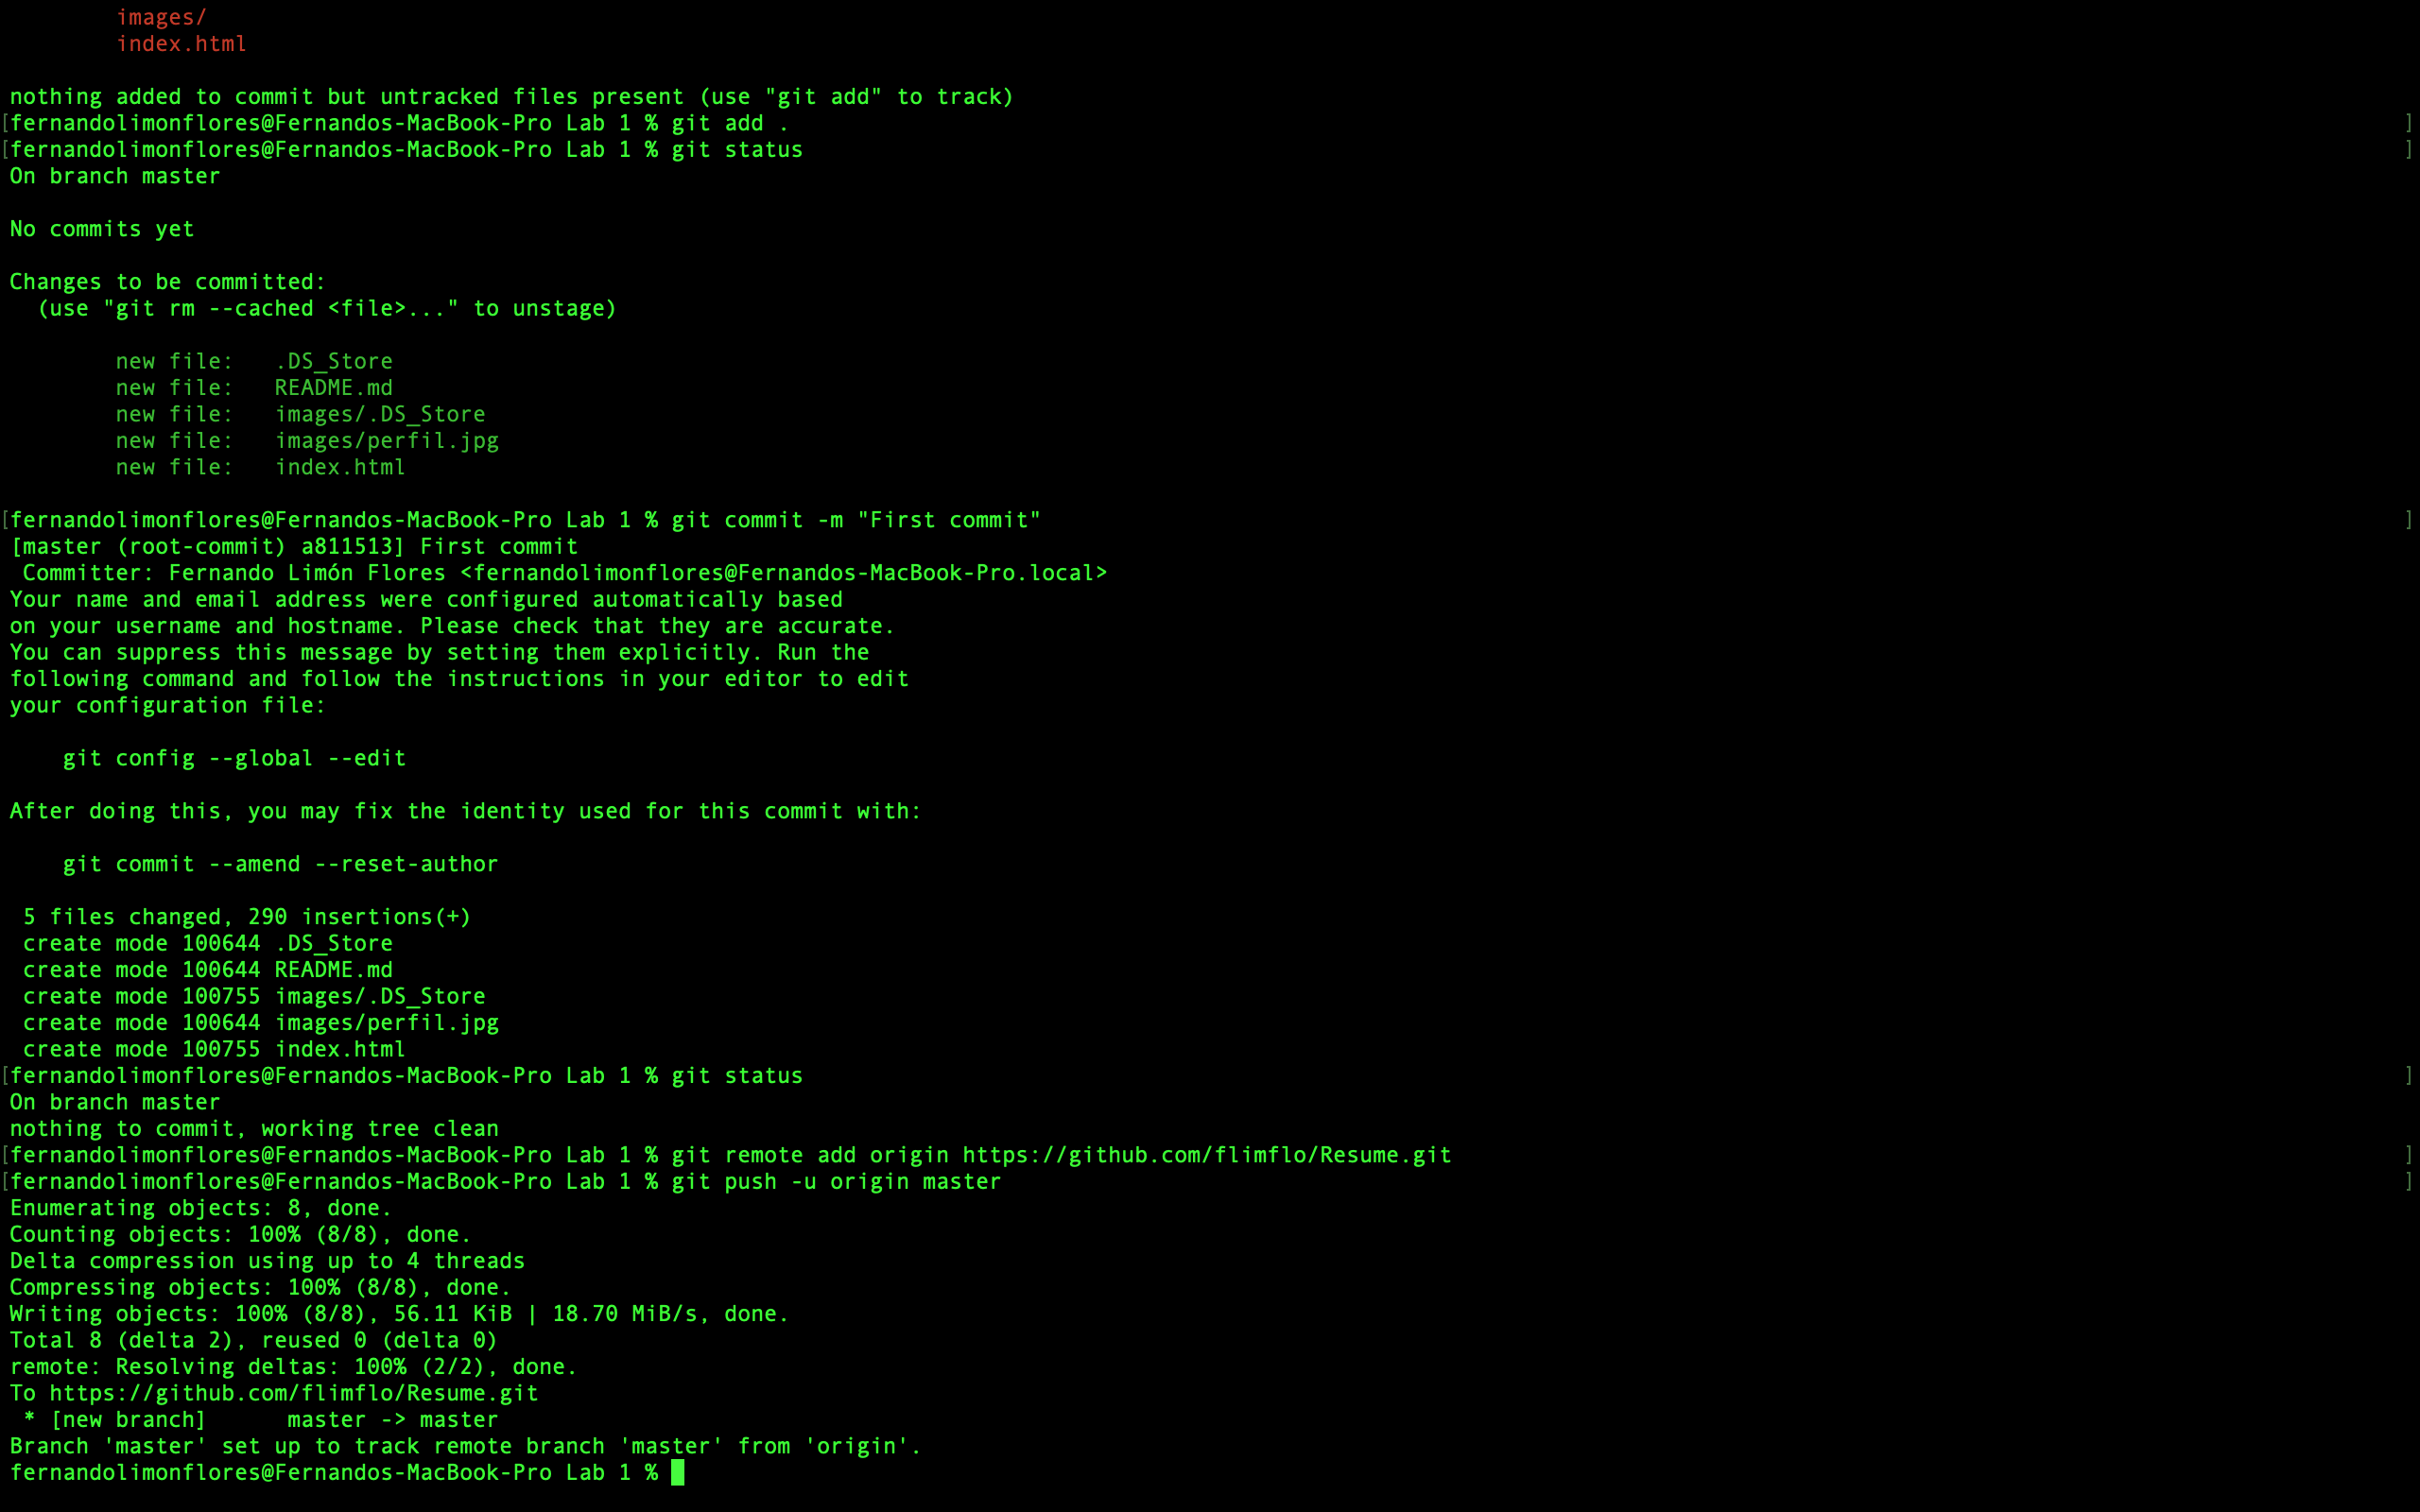 images/
index.html
nothing added to commit but untracked files present (use "git add" to track)
[fernandolimonflores@Fernandos-MacBook-Pro Lab 1 % git add . ]
[fernandolimonflores@Fernandos-MacBook-Pro Lab 1 % git status ]
On branch master
No commits yet
Changes to be committed:
(use "git rm --cached <file>..." to unstage)
new file: .DS_Store
new file: README.md
new file: images/.DS_Store
new file: images/perfil.jpg
new file: index.html
[fernandolimonflores@Fernandos-MacBook-Pro Lab 1 % git commit -m "First commit" ]
[master (root-commit) a811513] First commit
Committer: Fernando Limón Flores <fernandolimonflores@Fernandos-MacBook-Pro.local>
Your name and email address were configured automatically based
on your username and hostname. Please check that they are accurate.
You can suppress this message by setting them explicitly. Run the
following command and follow the instructions in your editor to edit
your configuration file:
git config --global --edit
After doing this, you may fix the identity used for this commit with:
git commit --amend --reset-author
5 files changed, 290 insertions(+)
create mode 100644 .DS_Store
create mode 100644 README.md
create mode 100755 images/.DS_Store
create mode 100644 images/perfil.jpg
create mode 100755 index.html
[fernandolimonflores@Fernandos-MacBook-Pro Lab 1 % git status ]
On branch master
nothing to commit, working tree clean
[fernandolimonflores@Fernandos-MacBook-Pro Lab 1 % git remote add origin https://github.com/flimflo/Resume.git ]
[fernandolimonflores@Fernandos-MacBook-Pro Lab 1 % git push -u origin master ]
Enumerating objects: 8, done.
Counting objects: 100% (8/8), done.
Delta compression using up to 4 threads
Compressing objects: 100% (8/8), done.
Writing objects: 100% (8/8), 56.11 KiB | 18.70 MiB/s, done.
Total 8 (delta 2), reused 0 (delta 0)
remote: Resolving deltas: 100% (2/2), done.
To https://github.com/flimflo/Resume.git
* [new branch] master -> master
Branch 'master' set up to track remote branch 'master' from 'origin'.
fernandolimonflores@Fernandos-MacBook-Pro Lab 1 %